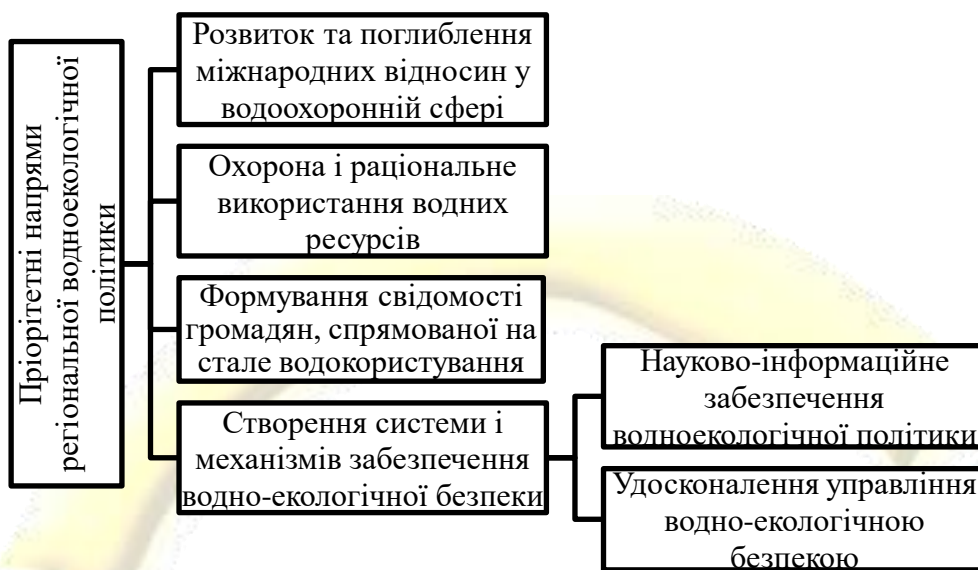 Пріорітетні напрями
регіональної водноекологічної
політики
Розвиток та поглиблення
міжнародних відносин у
водоохоронній сфері
Охорона і раціональне
використання водних
ресурсів
Формування свідомості
громадян, спрямованої на
стале водокористування
Створення системи і
механізмів забезпечення
водно-екологічної безпеки
Науково-інформаційне
забезпечення
водноекологічної політики
Удосконалення управління
водно-екологічною
безпекою